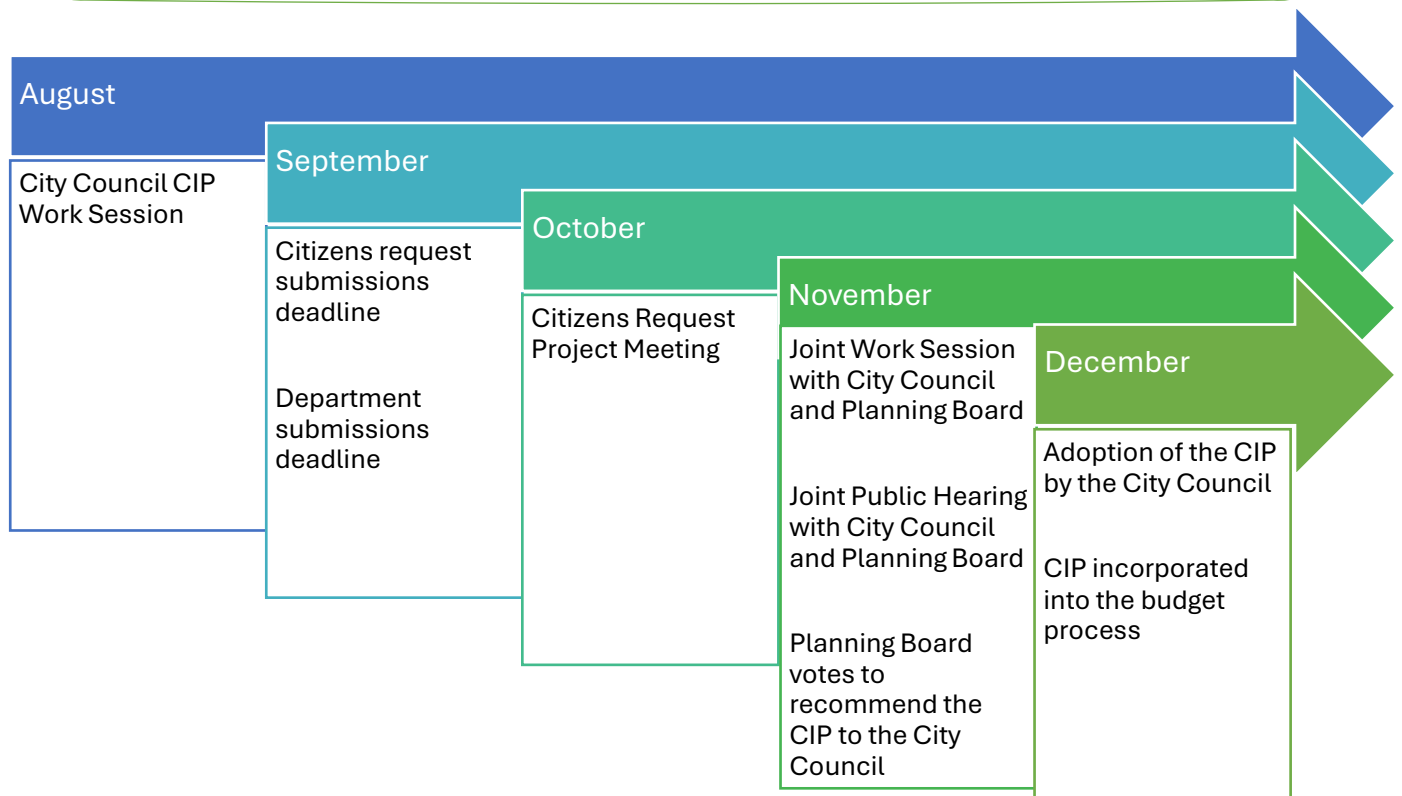 August
City Council CIP
Work Session
September
Citizens request
submissions
deadline
Department
submissions
deadline
October
Citizens Request
Project Meeting
November
Joint Work Session
with City Council
and Planning Board
Joint Public Hearing
with City Council
and Planning Board
Planning Board
votes to
recommend the
CIP to the City
Council
December
Adoption of the CIP
by the City Council
CIP incorporated
into the budget
process